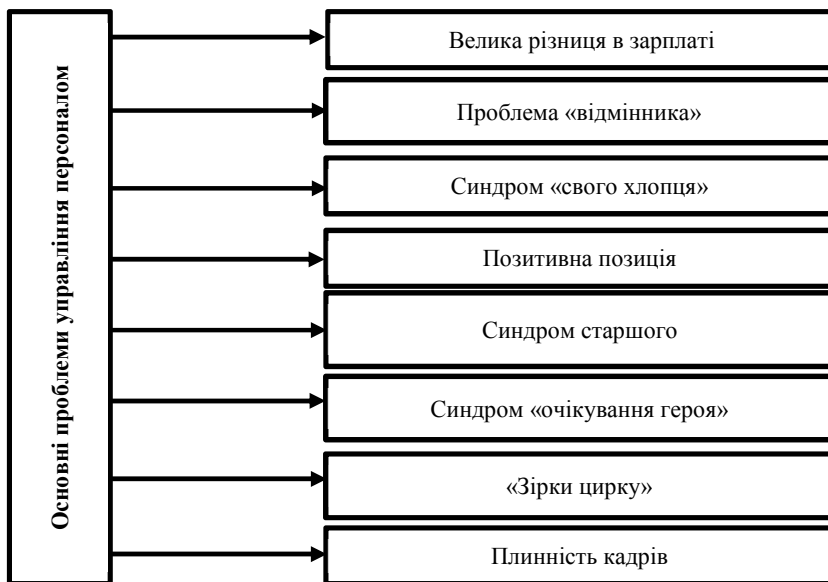 Основні проблеми управління персоналом
Велика різниця в зарплаті
Проблема «відмінника»
Синдром «свого хлопця»
Позитивна позиція
Синдром старшого
Синдром «очікування героя»
«Зірки цирку»
Плинність кадрів